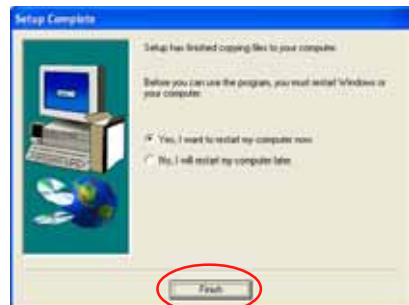 Setup Complete
Setup has finished copying files to your computer.
Before you can use the program, you must restart Windows or
your computer.
Yes, I want to restart my computer now.
No, I will restart my computer later.
Finish